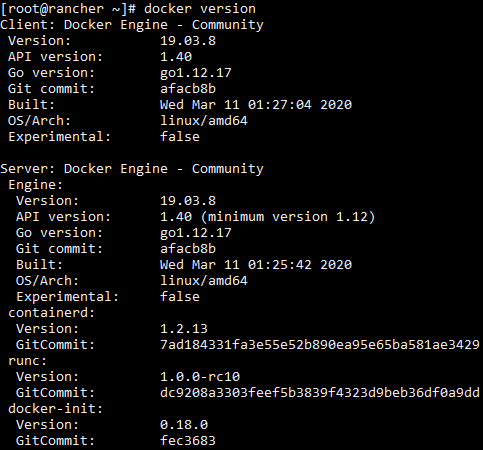 [root@rancher ~]# docker version
Client: Docker Engine - Community
 Version:           19.03.8
 API version:       1.40
 Go version:        go1.12.17
 Git commit:        afacb8b
 Built:             Wed Mar 11 01:27:04 2020
 OS/Arch:           linux/amd64
 Experimental:      false

Server: Docker Engine - Community
 Engine:
  Version:          19.03.8
  API version:      1.40 (minimum version 1.12)
  Go version:       go1.12.17
  Git commit:       afacb8b
  Built:            Wed Mar 11 01:25:42 2020
  OS/Arch:          linux/amd64
  Experimental:     false
 containerd:
  Version:          1.2.13
  GitCommit:        7ad184331fa3e55e52b890ea95e65ba581ae3429
 runc:
  Version:          1.0.0-rc10
  GitCommit:        dc9208a3303feef5b3839f4323d9beb36df0a9dd
 docker-init:
  Version:          0.18.0
  GitCommit:        fec3683